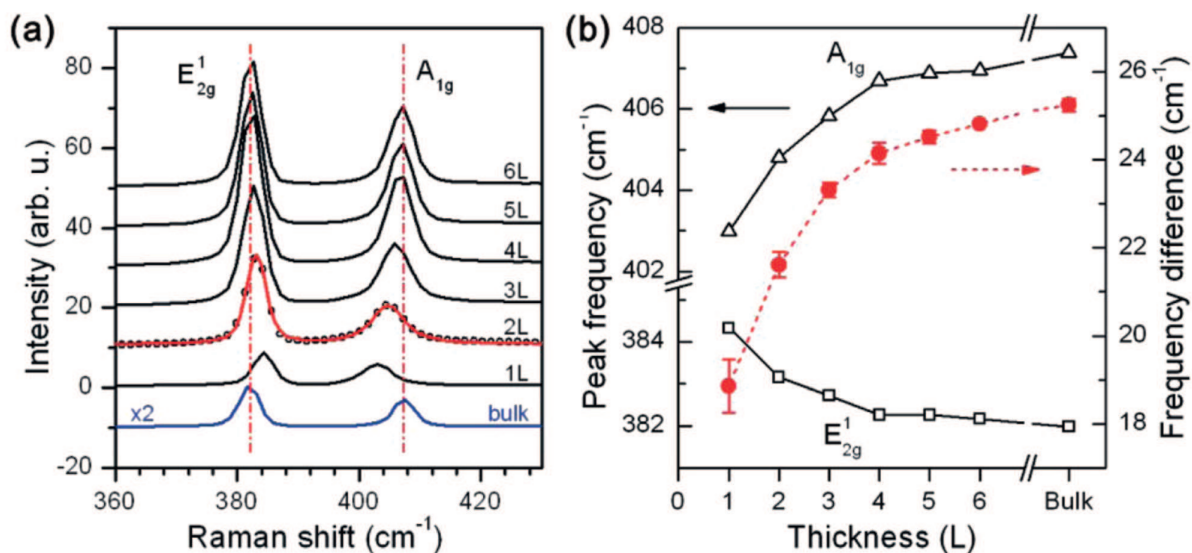 (a)
Intensity (arb. u.)
80
60
40
20
0
-20
E¹₂g
A₁g
6L
5L
4L
3L
2L
1L
x2
bulk
360
380
400
420
Raman shift (cm⁻¹)
(b)
Peak frequency (cm⁻¹)
408
406
404
402
384
382
A₁g
E¹₂g
26
24
22
20
18
Frequency difference (cm⁻¹)
0
1
2
3
4
5
6
Bulk
Thickness (L)